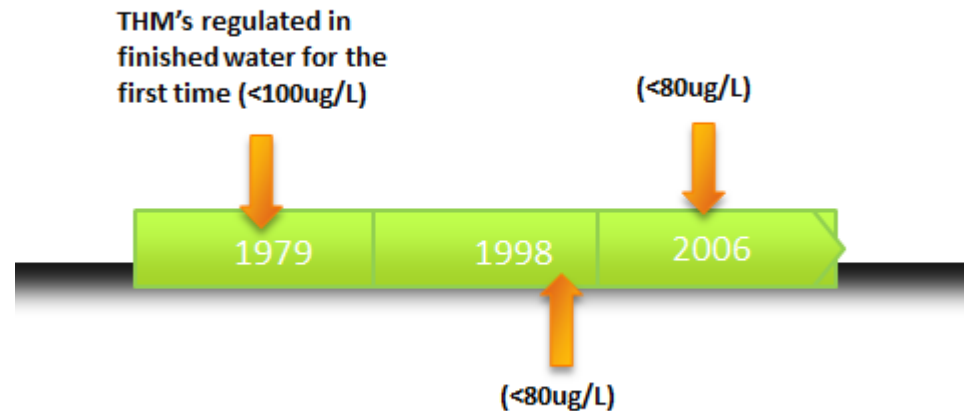 THM's regulated in
finished water for the
first time (<100ug/L)
(<80ug/L)
1979
1998
2006
(<80ug/L)